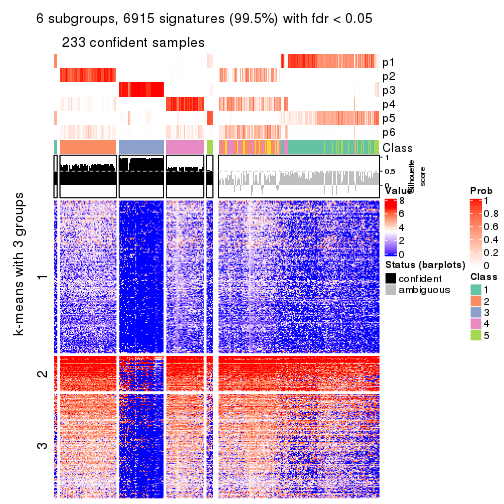 6 subgroups, 6915 signatures (99.5%) with fdr < 0.05
233 confident samples
p1
p2
p3
p4
p5
p6
Class
1
0.5
0
Silhouette
score
k-means with 3 groups
1
2
3
Value
8
6
4
2
0
Status (barplots)
confident
ambiguous
Prob
1
0.8
0.6
0.4
0.2
0
Class
1
2
3
4
5